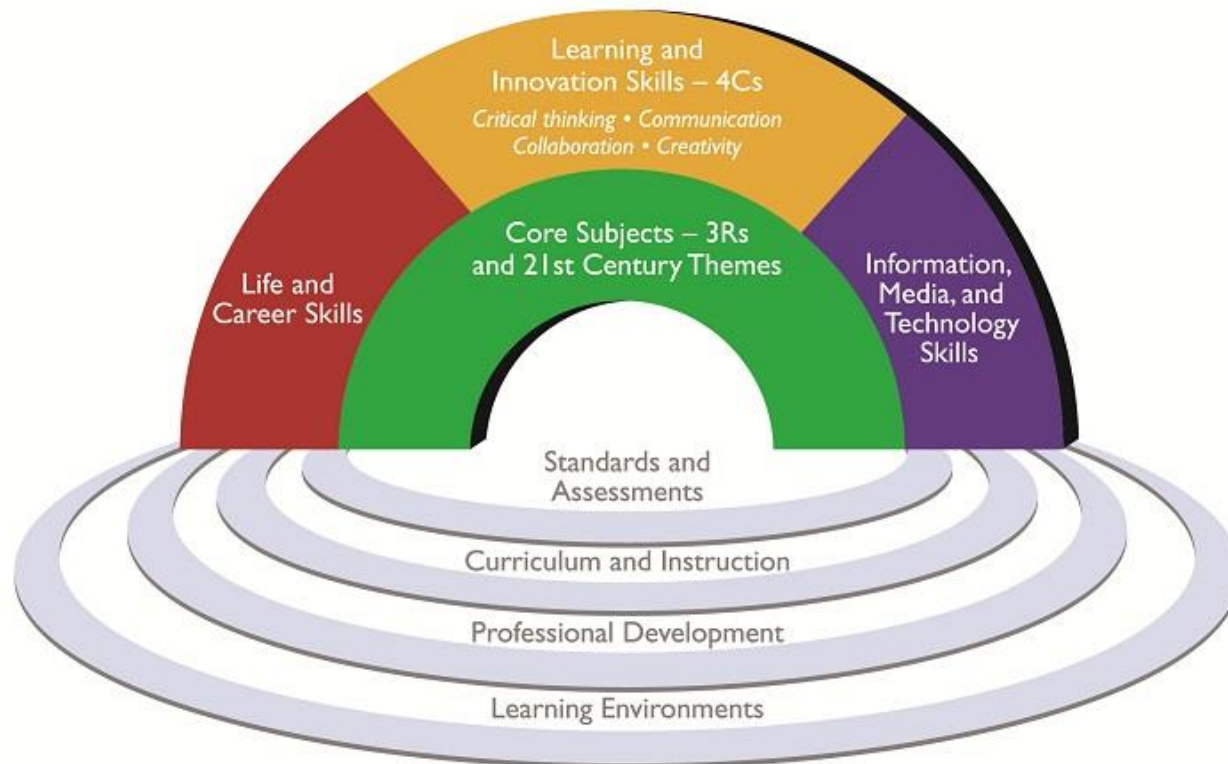 Learning and
Innovation Skills – 4Cs
Critical thinking • Communication
Collaboration • Creativity
Core Subjects – 3Rs
and 21st Century Themes
Life and
Career Skills
Information,
Media, and
Technology
Skills
Standards and
Assessments
Curriculum and Instruction
Professional Development
Learning Environments